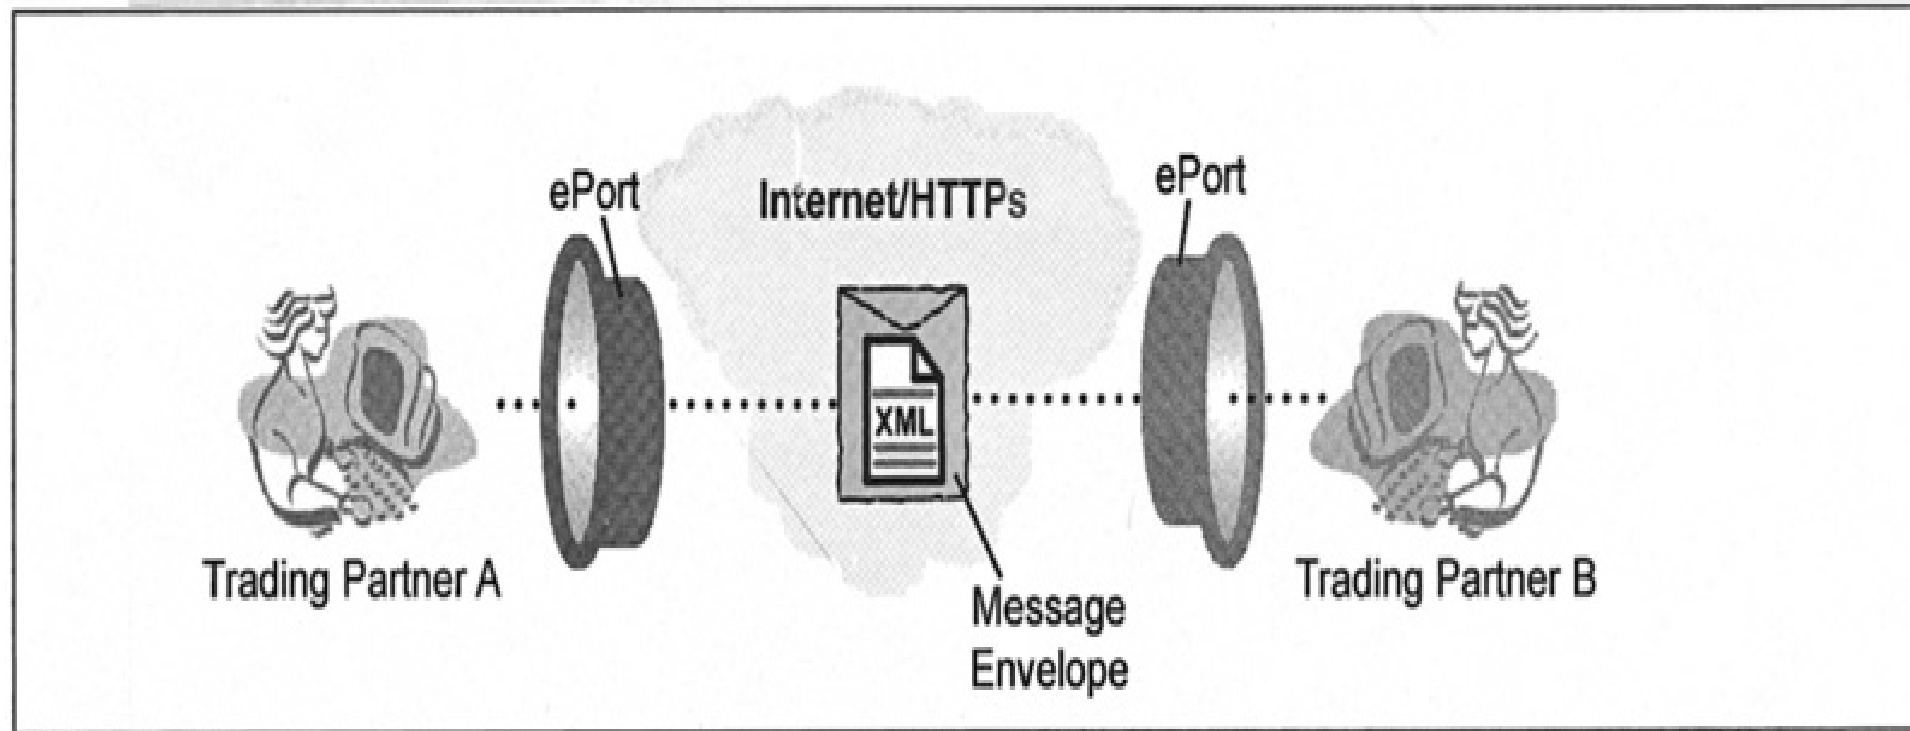 ePort
Internet/HTTPs
ePort
XML
Trading Partner A
Trading Partner B
Message
Envelope